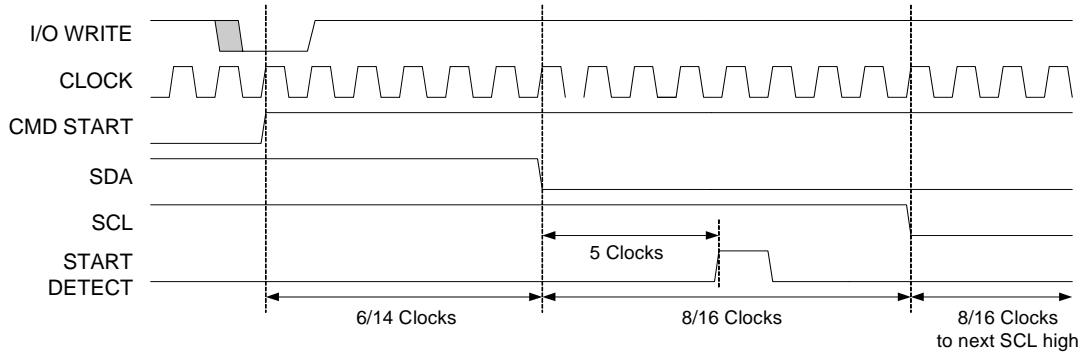 I/O WRITE
CLOCK
CMD START
SDA
SCL
5 Clocks
START
DETECT
6/14 Clocks
8/16 Clocks
8/16 Clocks
to next SCL high